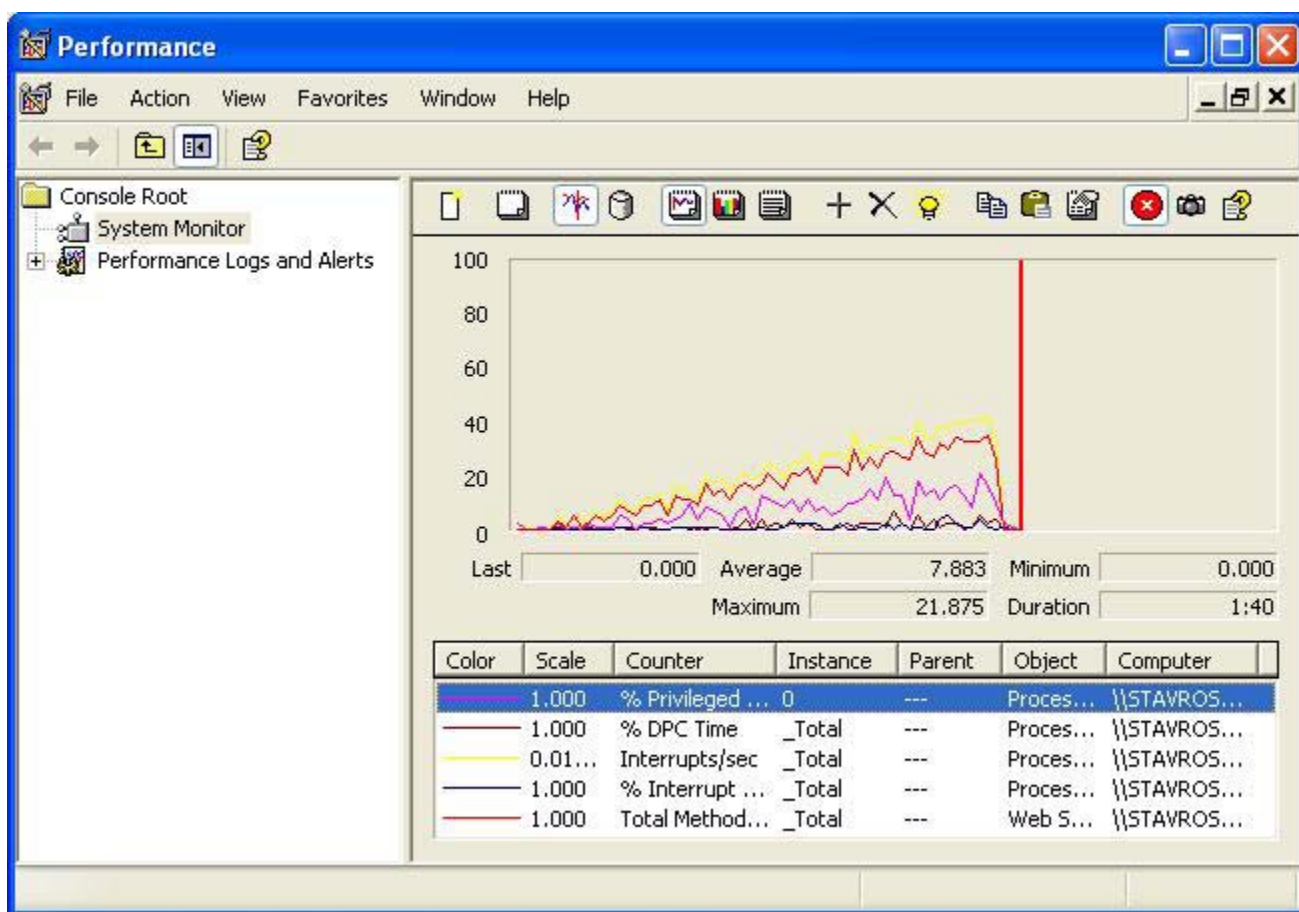 Performance
File Action View Favorites Window Help
Console Root
System Monitor
Performance Logs and Alerts
100
80
60
40
20
0
Last 0.000 Average 7.883 Minimum 0.000
Maximum 21.875 Duration 1:40
Color Scale Counter Instance Parent Object Computer
1.000 % Privileged ... 0 --- Proces... \\STAVROS...
1.000 % DPC Time _Total --- Proces... \\STAVROS...
0.01... Interrupts/sec _Total --- Proces... \\STAVROS...
1.000 % Interrupt ... _Total --- Proces... \\STAVROS...
1.000 Total Method... _Total --- Web S... \\STAVROS...